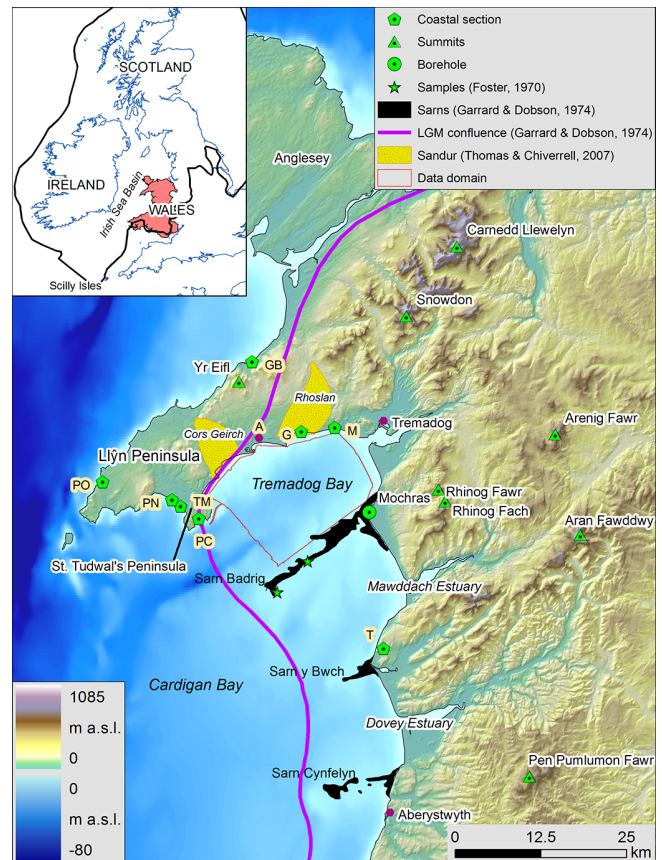 SCOTLAND
IRELAND
Irish Sea Basin
WALES
Scilly Isles
Coastal section
Summits
Borehole
Samples (Foster, 1970)
Sarns (Garrard & Dobson, 1974)
LGM confluence (Garrard & Dobson, 1974)
Sandur (Thomas & Chiverrell, 2007)
Data domain
Anglesey
Carnedd Llewelyn
Snowdon
Yr Eifl
GB
Rhoslan
Tremadog
Arenig Fawr
Cors Geirch
A
G
M
Llŷn Peninsula
PO
Tremadog Bay
PN
TM
Mochras
Rhinog Fawr
Rhinog Fach
Aran Fawddwy
PC
St. Tudwal's Peninsula
Sarn Badrig
Mawddach Estuary
T
Sarn y Bwch
Cardigan Bay
Dovey Estuary
Sarn Cynfelyn
Pen Pumlumon Fawr
Aberystwyth
1085
m a.s.l.
0
0
m a.s.l.
-80
0 12.5 25
km